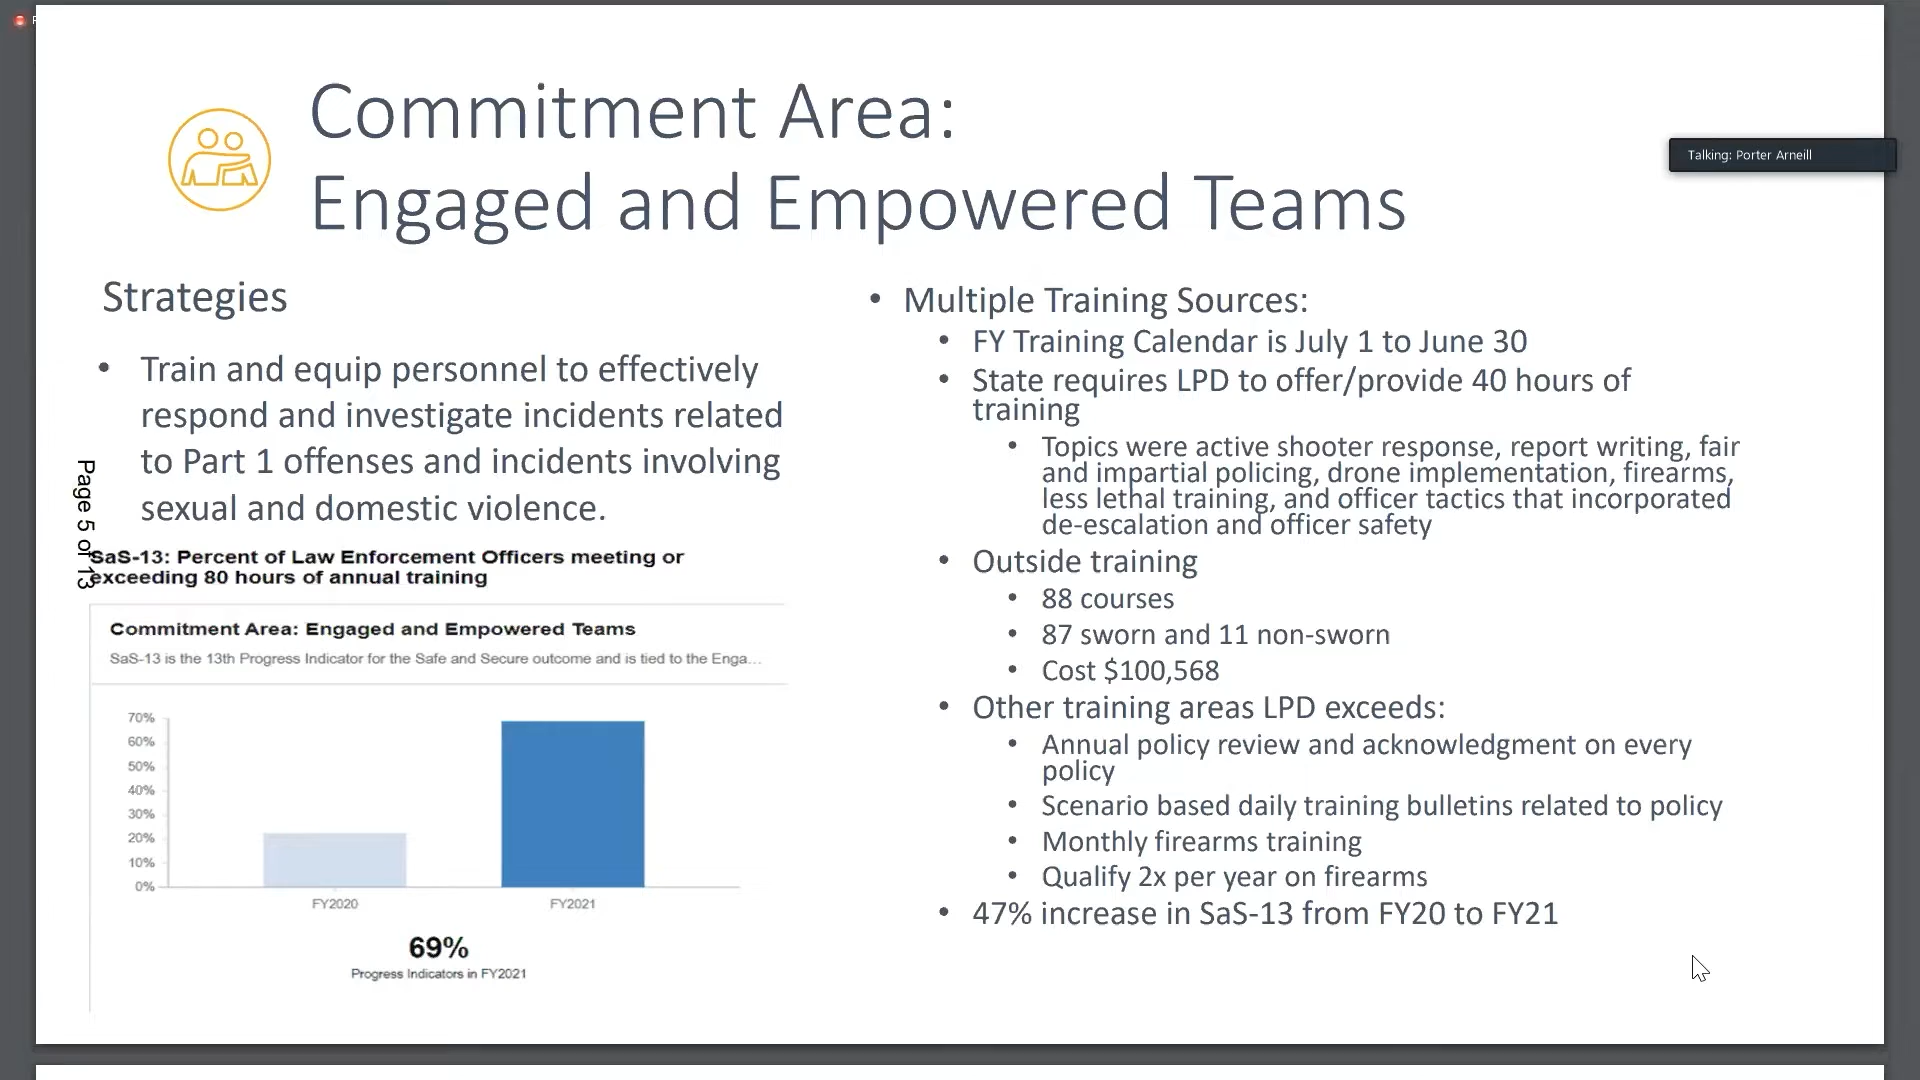 Talking: Porter Arneill
Commitment Area:
Engaged and Empowered Teams
Strategies
• Train and equip personnel to effectively
respond and investigate incidents related
to Part 1 offenses and incidents involving
sexual and domestic violence.
Page 5 of 13
SaS-13: Percent of Law Enforcement Officers meeting or
exceeding 80 hours of annual training
Commitment Area: Engaged and Empowered Teams
SaS-13 is the 13th Progress Indicator for the Safe and Secure outcome and is tied to the Enga...
70%
60%
50%
40%
30%
20%
10%
0%
FY2020 FY2021
69%
Progress Indicators in FY2021
• Multiple Training Sources:
• FY Training Calendar is July 1 to June 30
• State requires LPD to offer/provide 40 hours of
training
• Topics were active shooter response, report writing, fair
and impartial policing, drone implementation, firearms,
less lethal training, and officer tactics that incorporated
de-escalation and officer safety
• Outside training
• 88 courses
• 87 sworn and 11 non-sworn
• Cost $100,568
• Other training areas LPD exceeds:
• Annual policy review and acknowledgment on every
policy
• Scenario based daily training bulletins related to policy
• Monthly firearms training
• Qualify 2x per year on firearms
• 47% increase in SaS-13 from FY20 to FY21